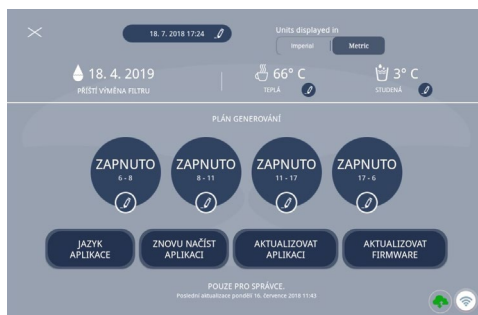 18. 7. 2018 17:24
Units displayed in
Imperial
Metric
18. 4. 2019
PŘÍŠTÍ VÝMĚNA FILTRU
66° C
TEPLÁ
3° C
STUDENÁ
PLÁN GENEROVÁNÍ
ZAPNUTO
6 - 8
ZAPNUTO
8 - 11
ZAPNUTO
11 - 17
ZAPNUTO
17 - 6
JAZYK
APLIKACE
ZNOVU NAČÍST
APLIKACI
AKTUALIZOVAT
APLIKACI
AKTUALIZOVAT
FIRMWARE
POUZE PRO SPRÁVCE.
Poslední aktualizace pondělí 16. července 2018 11:43